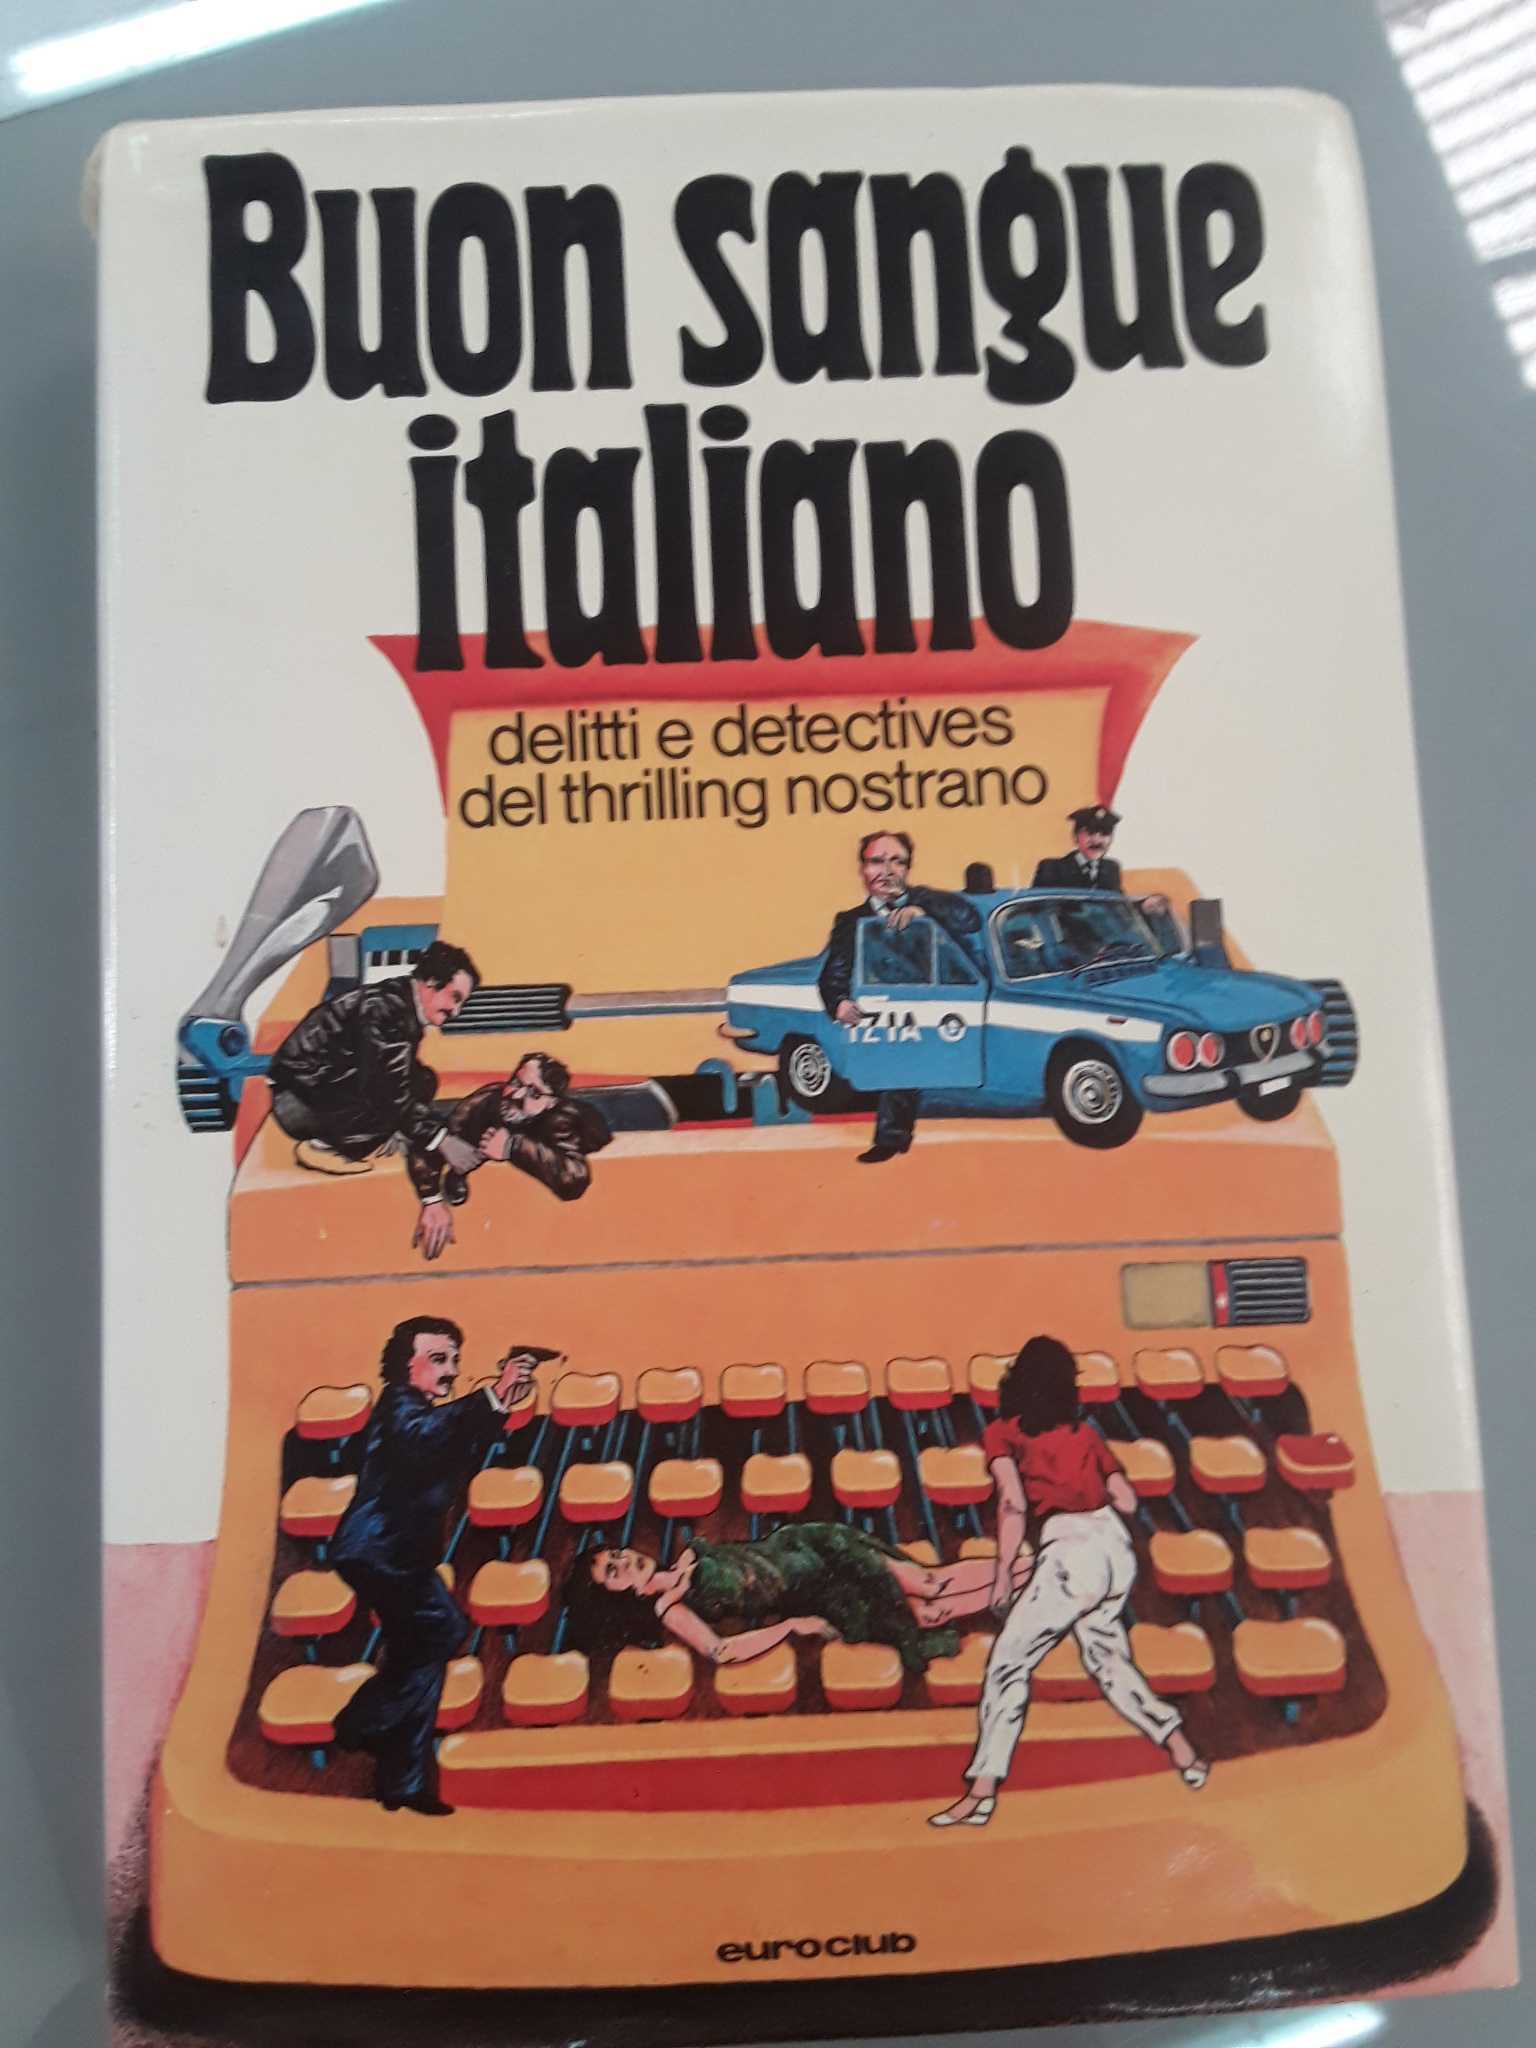 Buon sangue
italiano
delitti e detectives
del thrilling nostrano
IZIA
euroclub